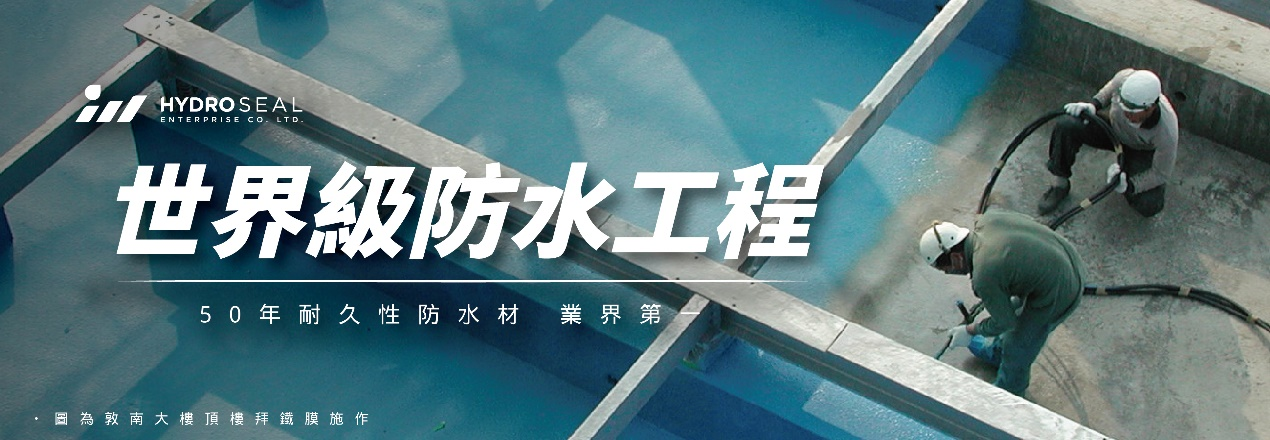 HYDROSEAL
ENTERPRISE CO. LTD.
世界級防水工程
50年耐久性防水材 業界第一
・圖為敦南大樓頂樓拜鐵膜施作